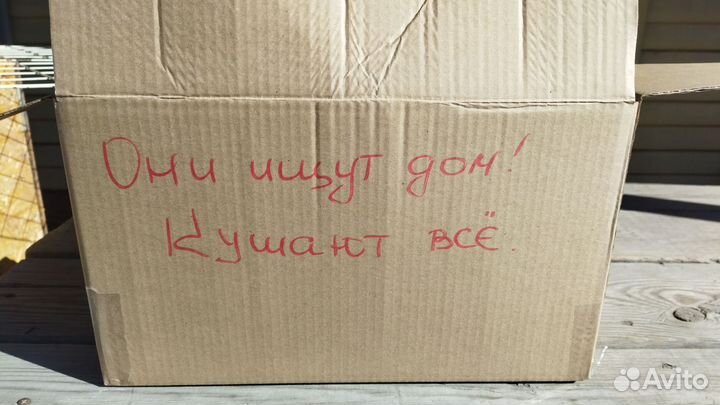 Они ищут дом!
Кушают всё.
Avito